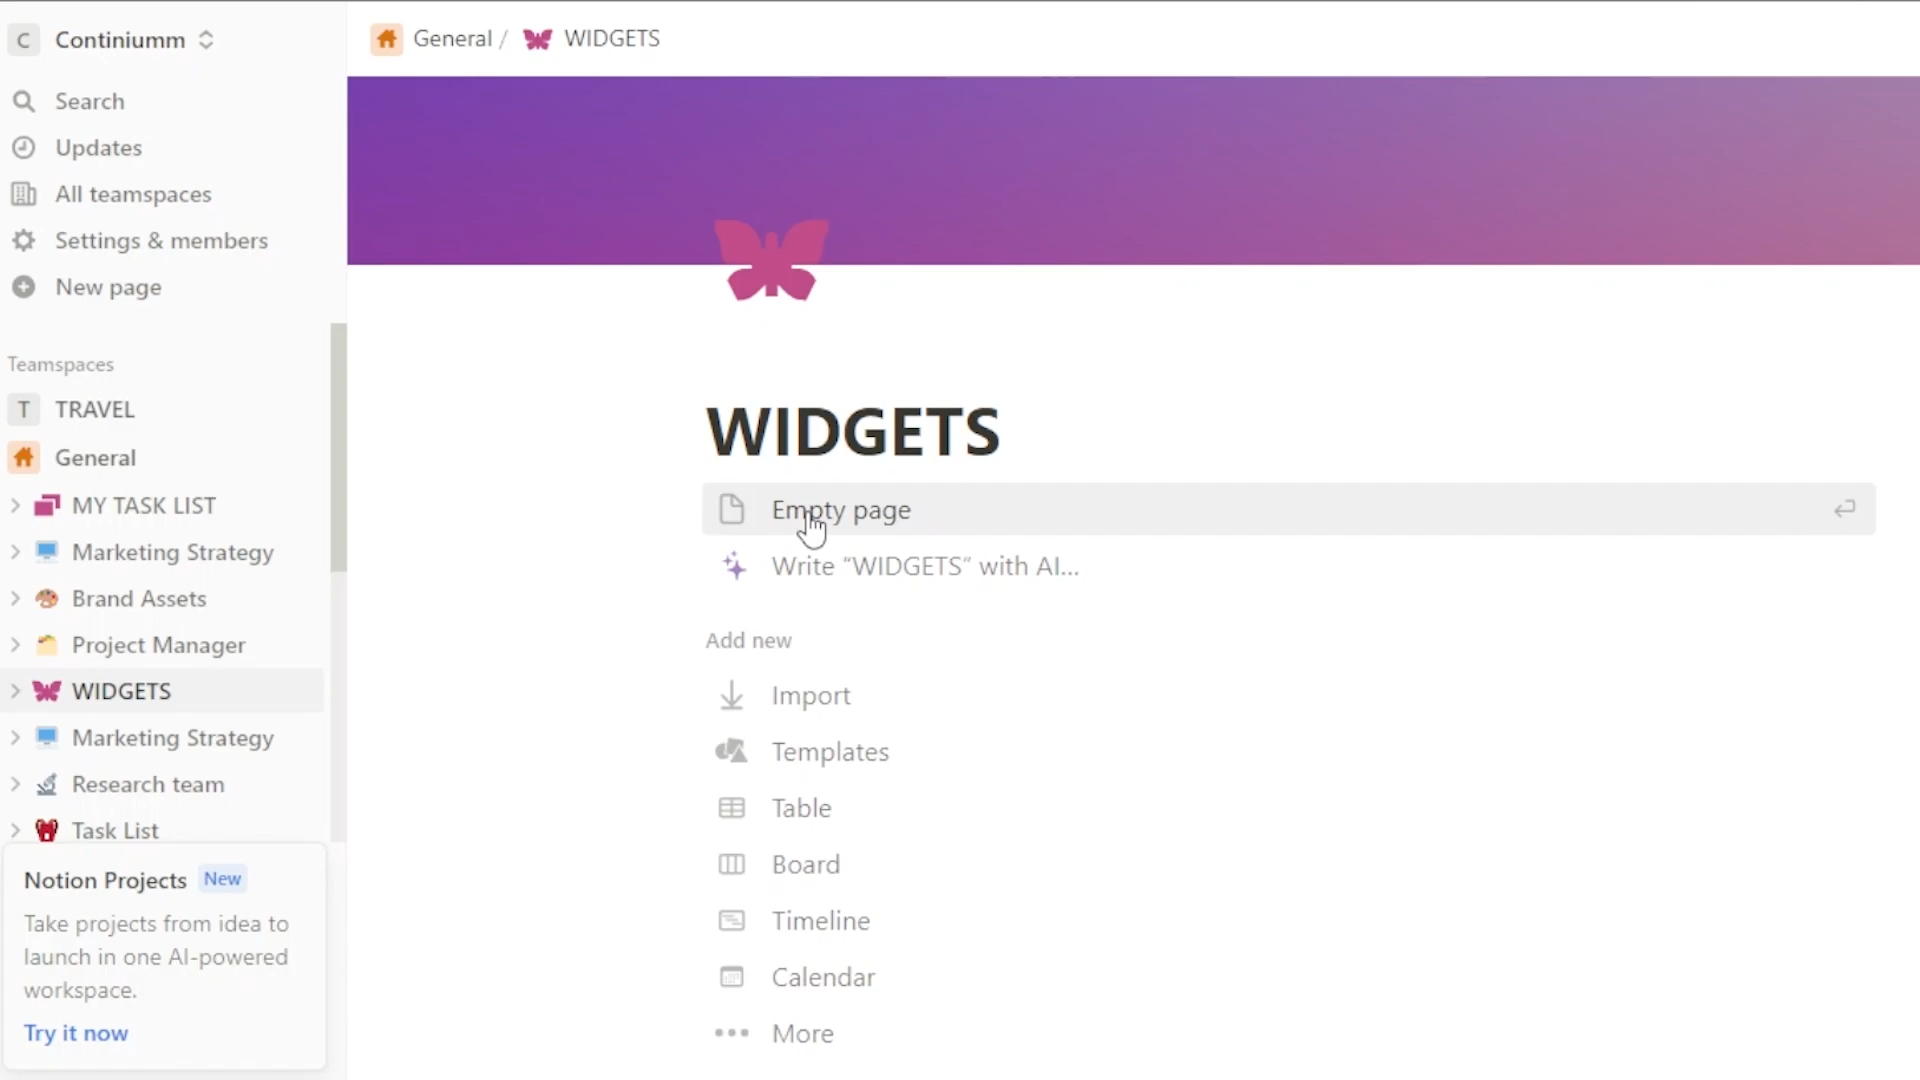 C Continiumm
Search
Updates
All teamspaces
Settings & members
New page
Teamspaces
T TRAVEL
General
MY TASK LIST
Marketing Strategy
Brand Assets
Project Manager
WIDGETS
Marketing Strategy
Research team
Task List
Notion Projects New
Take projects from idea to
launch in one AI-powered
workspace.
Try it now
General / WIDGETS
WIDGETS
Empty page
Write “WIDGETS” with AI...
Add new
Import
Templates
Table
Board
Timeline
Calendar
More